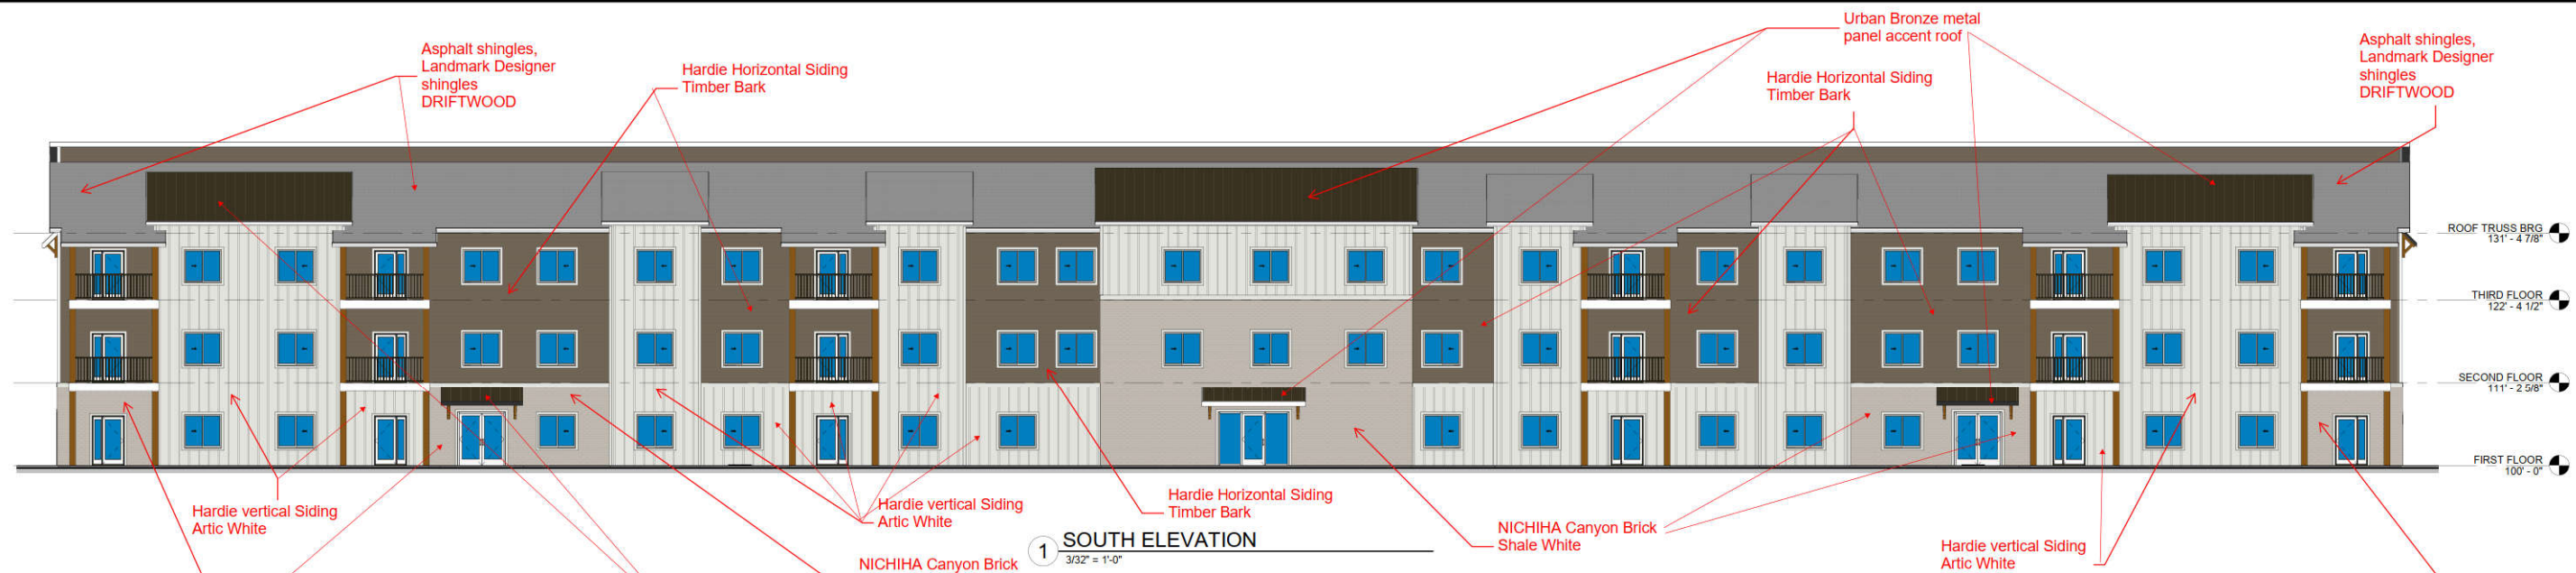 Urban Bronze metal
panel accent roof
Asphalt shingles,
Landmark Designer
shingles
DRIFTWOOD
Hardie Horizontal Siding
Timber Bark
Hardie Horizontal Siding
Timber Bark
Asphalt shingles,
Landmark Designer
shingles
DRIFTWOOD
ROOF TRUSS BRG
131' - 4 7/8"
THIRD FLOOR
122' - 4 1/2"
SECOND FLOOR
111' - 2 5/8"
FIRST FLOOR
100' - 0"
Hardie vertical Siding
Artic White
Hardie vertical Siding
Artic White
Hardie Horizontal Siding
Timber Bark
NICHIHA Canyon Brick
Shale White
Hardie vertical Siding
Artic White
NICHIHA Canyon Brick
1
SOUTH ELEVATION
3/32" = 1'-0"